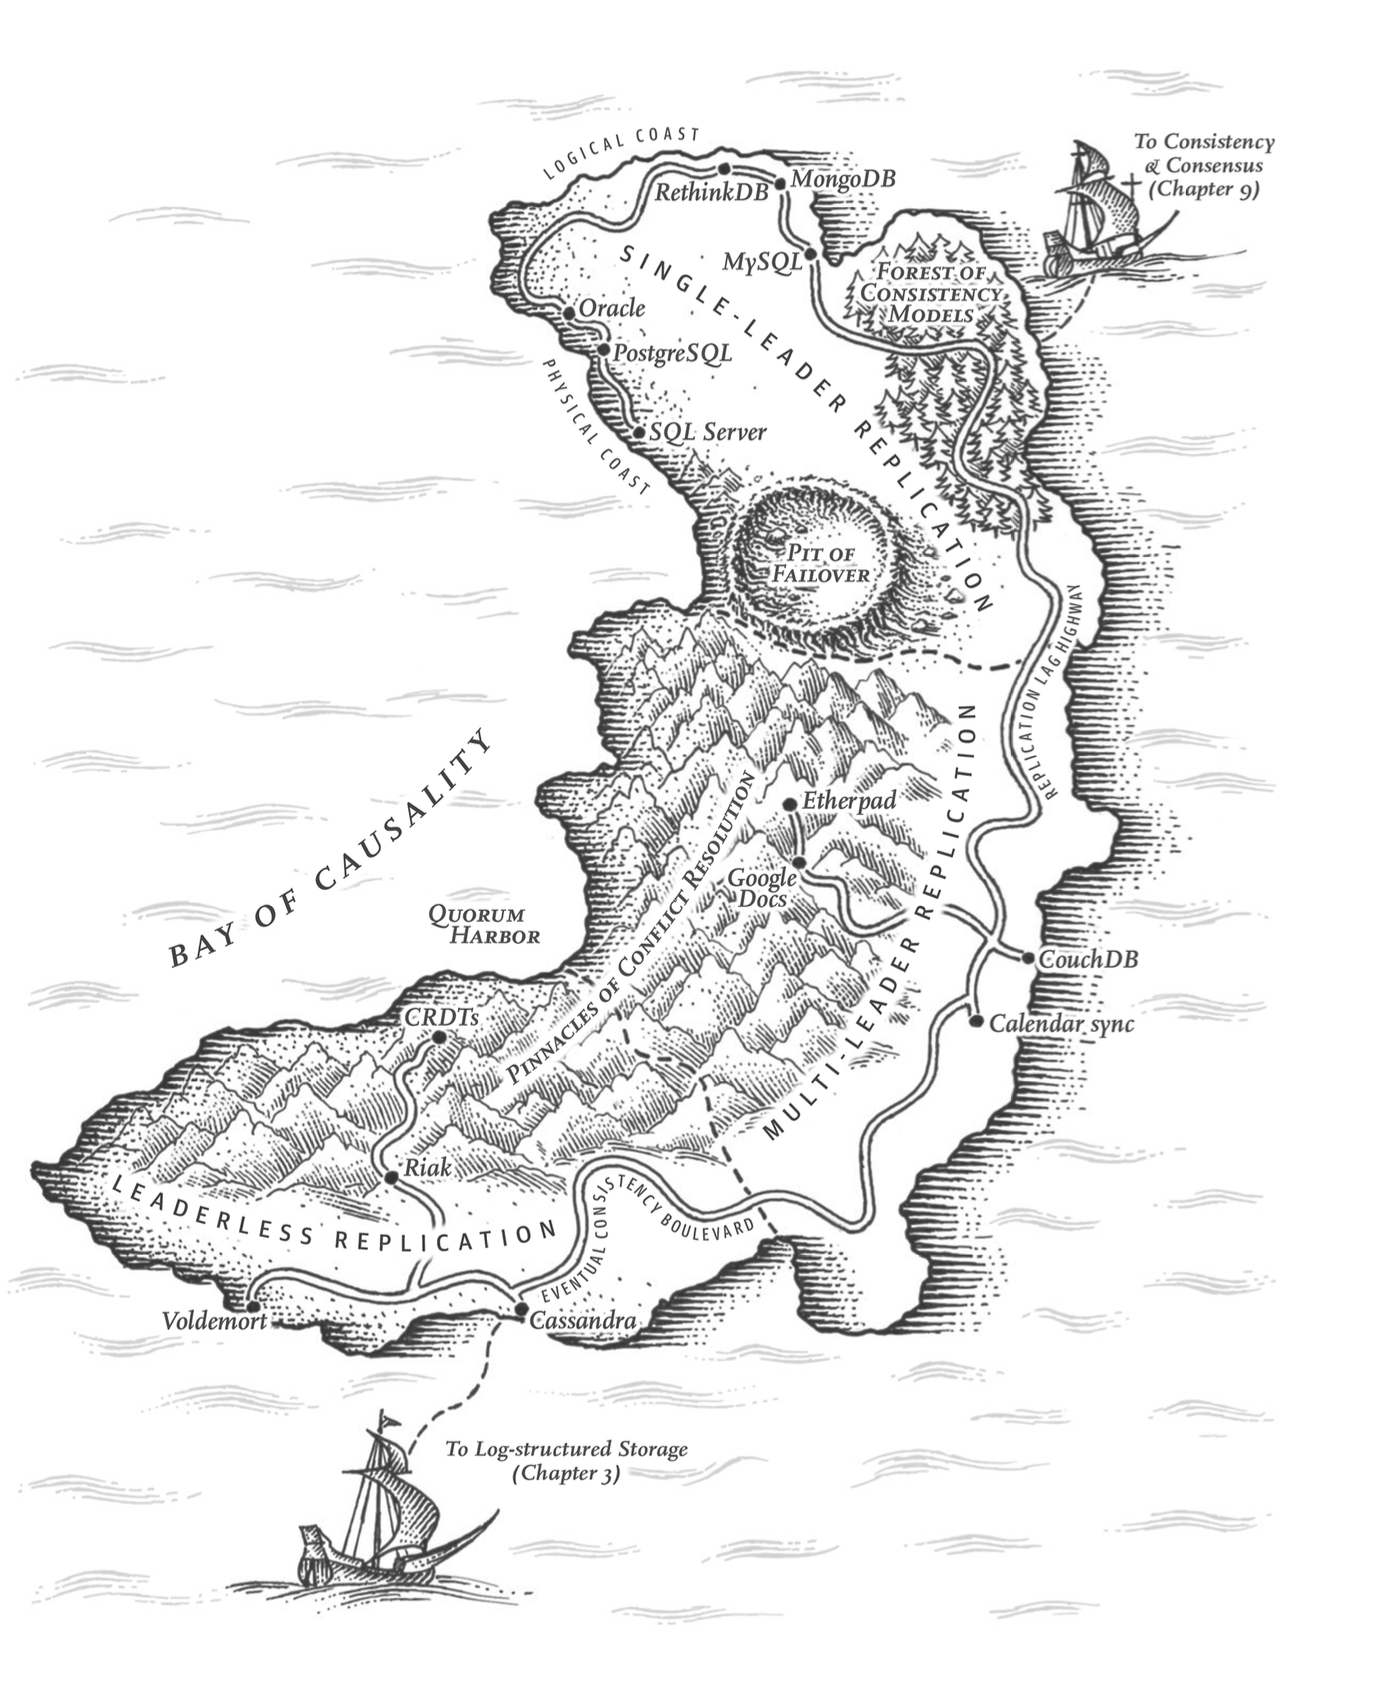 LOGICAL COAST
To Consistency
& Consensus
(Chapter 9)
RethinkDB
MongoDB
MySQL
FOREST OF
CONSISTENCY
MODELS
SINGLE-LEADER REPLICATION
Oracle
PostgreSQL
PHYSICAL COAST
SQL Server
PIT OF
FAILOVER
REPLICATION LAG HIGHWAY
BAY OF CAUSALITY
PINNACLES OF CONFLICT RESOLUTION
Etherpad
Google
Docs
MULTI-LEADER REPLICATION
QUORUM
HARBOR
CouchDB
CRDTs
Calendar sync
Riak
LEADERLESS REPLICATION
EVENTUAL CONSISTENCY BOULEVARD
Voldemort
Cassandra
To Log-structured Storage
(Chapter 3)